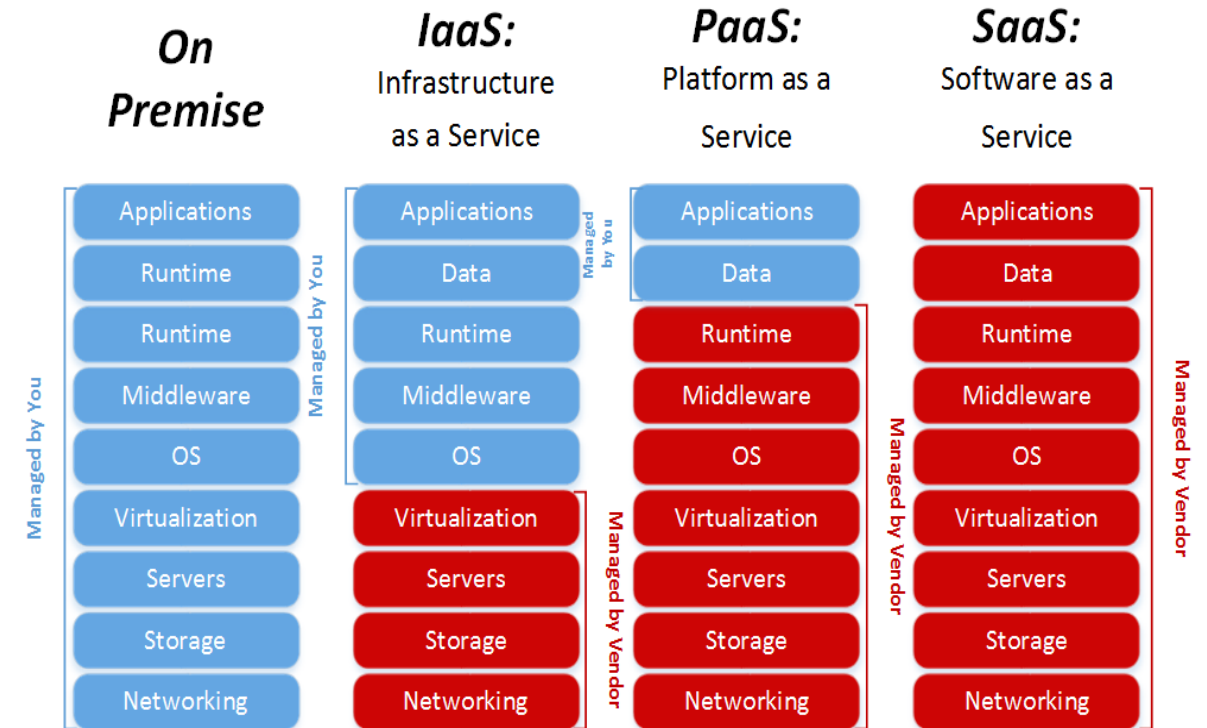 On
Premise
IaaS:
Infrastructure
as a Service
PaaS:
Platform as a
Service
SaaS:
Software as a
Service
Managed by You
Applications
Runtime
Runtime
Middleware
OS
Virtualization
Servers
Storage
Networking
Managed by You
Applications
Data
Runtime
Middleware
OS
Virtualization
Servers
Storage
Networking
Managed by Vendor
Managed
by You
Applications
Data
Runtime
Middleware
OS
Virtualization
Servers
Storage
Networking
Managed by Vendor
Applications
Data
Runtime
Middleware
OS
Virtualization
Servers
Storage
Networking
Managed by Vendor